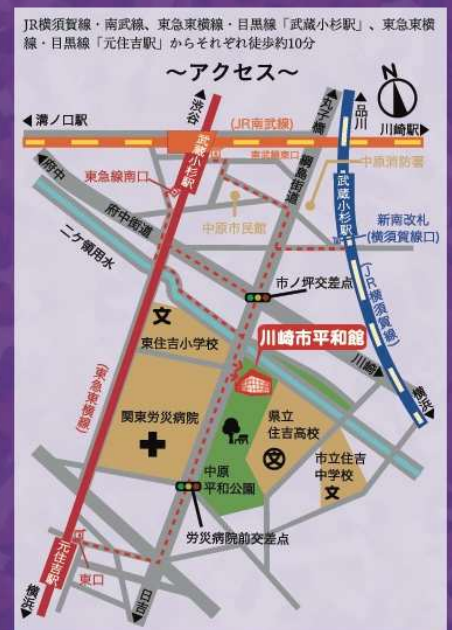 JR横須賀線・南武線、東急東横線・目黒線「武蔵小杉駅」、東急東横
線・目黒線「元住吉駅」からそれぞれ徒歩約10分
～アクセス～
N
渋谷
丸子橋
品川
溝ノ口駅
(JR南武線)
川崎駅
武蔵小杉駅
南武線東口
綱島街道
中原消防署
府中
東急線南口
武蔵小杉駅
府中街道
中原市民館
新南改札
(横須賀線口)
二ケ領用水
市ノ坪交差点
(JR横須賀線)
文
東住吉小学校
川崎市平和館
川崎
横浜
(東急東横線)
関東労災病院
県立
住吉高校
文
市立住吉
中学校
文
中原
平和公園
労災病院前交差点
元住吉駅
東口
横浜
日吉